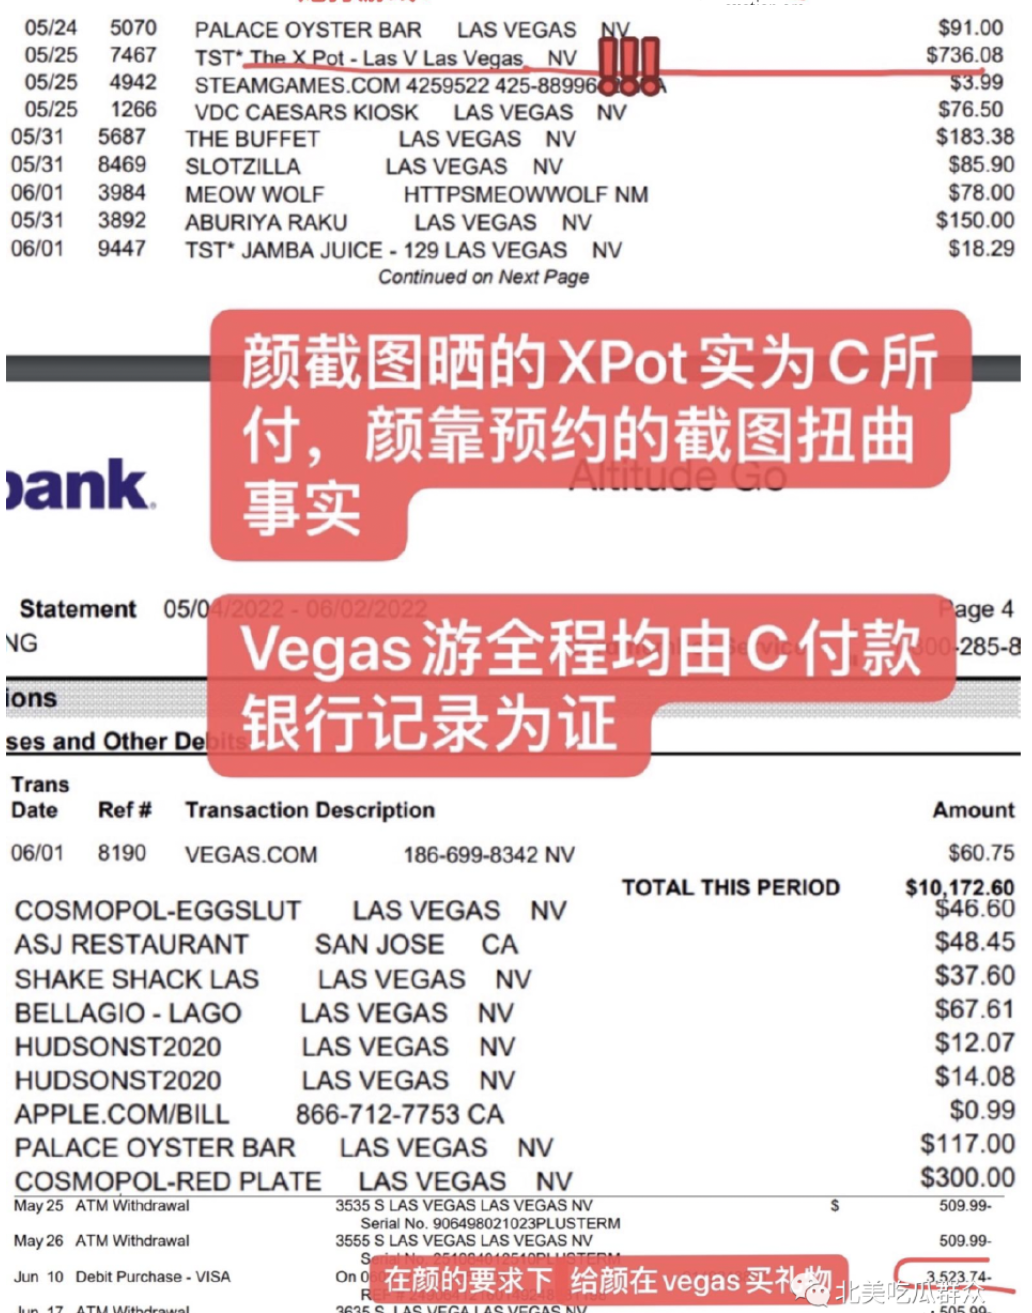 05/24 5070 PALACE OYSTER BAR LAS VEGAS NV $91.00
05/25 7467 TST* The X Pot - Las V Las Vegas NV $736.08
05/25 4942 STEAMGAMES.COM 4259522 425-88996 A $3.99
05/25 1266 VDC CAESARS KIOSK LAS VEGAS NV $76.50
05/31 5687 THE BUFFET LAS VEGAS NV $183.38
05/31 8469 SLOTZILLA LAS VEGAS NV $85.90
06/01 3984 MEOW WOLF HTTPSMEOWWOLF NM $78.00
05/31 3892 ABURIYA RAKU LAS VEGAS NV $150.00
06/01 9447 TST* JAMBA JUICE - 129 LAS VEGAS NV $18.29
Continued on Next Page
颜截图晒的XPot实为C所
付，颜靠预约的截图扭曲
事实
bank.
Altitude Go
Statement 05/04/2022 - 06/02/2022 Page 4
NG 800-285-8
Vegas游全程均由C付款
银行记录为证
ions
ses and Other Debits
Trans
Date Ref # Transaction Description Amount
06/01 8190 VEGAS.COM 186-699-8342 NV $60.75
TOTAL THIS PERIOD $10,172.60
COSMOPOL-EGGSLUT LAS VEGAS NV $46.60
ASJ RESTAURANT SAN JOSE CA $48.45
SHAKE SHACK LAS LAS VEGAS NV $37.60
BELLAGIO - LAGO LAS VEGAS NV $67.61
HUDSONST2020 LAS VEGAS NV $12.07
HUDSONST2020 LAS VEGAS NV $14.08
APPLE.COM/BILL 866-712-7753 CA $0.99
PALACE OYSTER BAR LAS VEGAS NV $117.00
COSMOPOL-RED PLATE LAS VEGAS NV $300.00
May 25 ATM Withdrawal 3535 S LAS VEGAS LAS VEGAS NV $ 509.99-
Serial No. 906498021023PLUSTERM
May 26 ATM Withdrawal 3555 S LAS VEGAS LAS VEGAS NV 509.99-
Jun 10 Debit Purchase - VISA On 3,523.74-
在颜的要求下 给颜在vegas买礼物
北美吃瓜群众
Jun 17 ATM Withdrawal 3635 S LAS VEGAS LAS VEGAS NV 505.99-